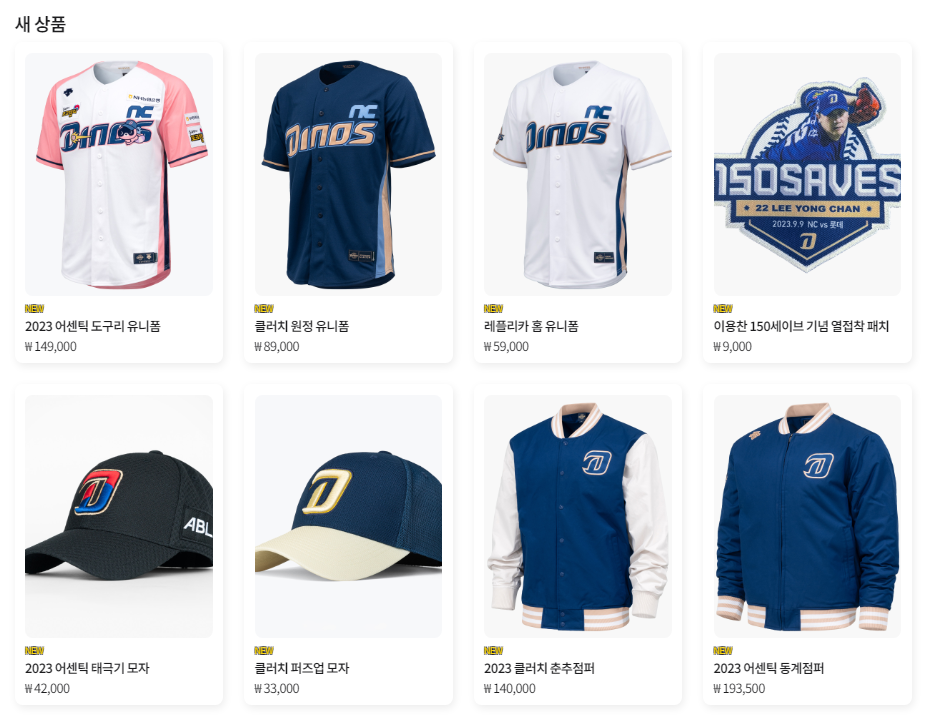 새 상품
nc
DINOS
nc
DINOS
nc
DINOS
150SAVES
22 LEE YONG CHAN
2023.9.9 NC vs 롯데
D
NEW
2023 어센틱 도구리 유니폼
₩149,000
NEW
클러치 원정 유니폼
₩89,000
NEW
레플리카 홈 유니폼
₩59,000
NEW
이용찬 150세이브 기념 열접착 패치
₩9,000
D
ABL
D
D
D
NEW
2023 어센틱 태극기 모자
₩42,000
NEW
클러치 퍼즈업 모자
₩33,000
NEW
2023 클러치 춘추점퍼
₩140,000
NEW
2023 어센틱 동계점퍼
₩193,500